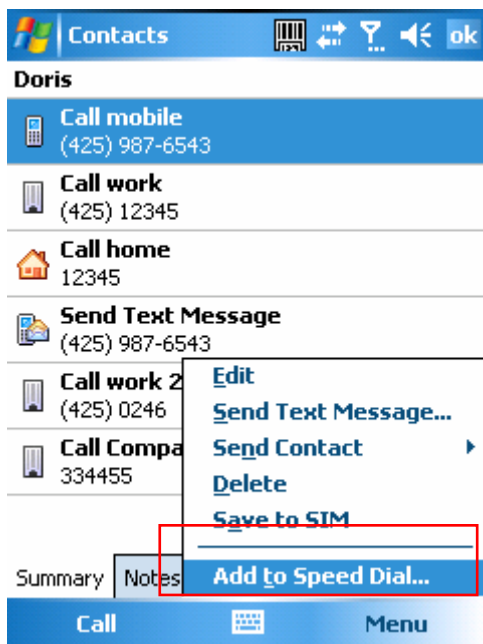 Contacts
ok
Doris
Call mobile
(425) 987-6543
Call work
(425) 12345
Call home
12345
Send Text Message
(425) 987-6543
Call work 2
(425) 0246
Call Compa
334455
Edit
Send Text Message...
Send Contact
Delete
Save to SIM
Add to Speed Dial...
Summary
Notes
Call
Menu